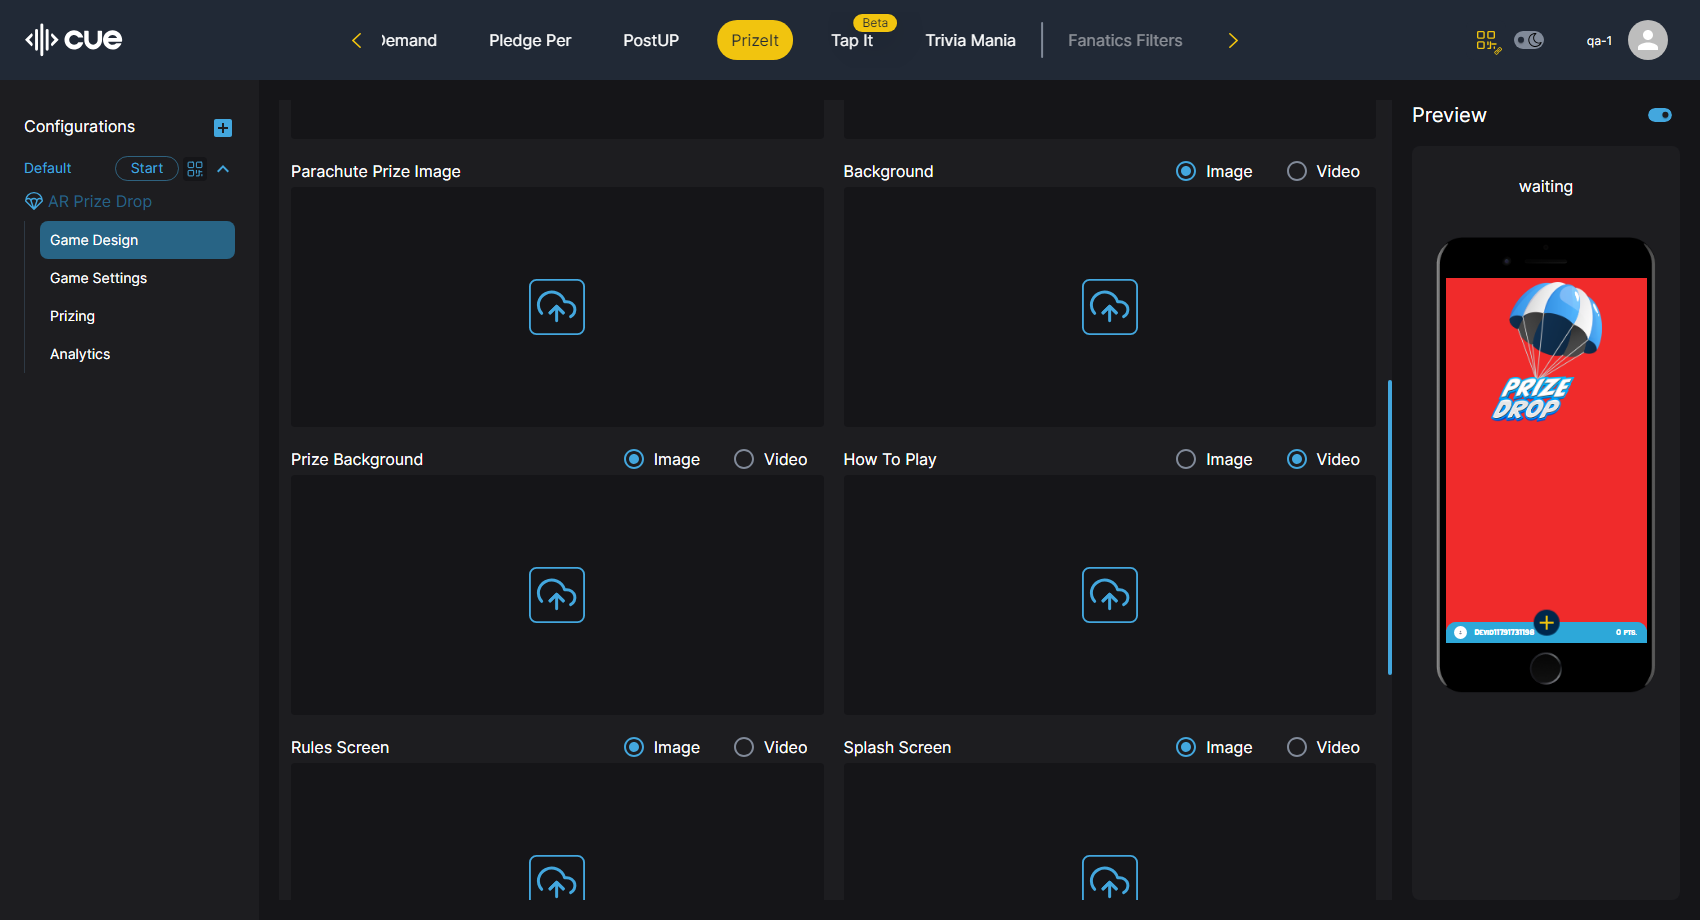 cue
Demand
Pledge Per
PostUP
PrizeIt
Beta
Tap It
Trivia Mania
Fanatics Filters
qa-1
Configurations
Default
Start
AR Prize Drop
Game Design
Game Settings
Prizing
Analytics
Parachute Prize Image
Background
Image
Video
Prize Background
Image
Video
How To Play
Image
Video
Rules Screen
Image
Video
Splash Screen
Image
Video
Preview
waiting
PRIZE
DROP
0 PTS.